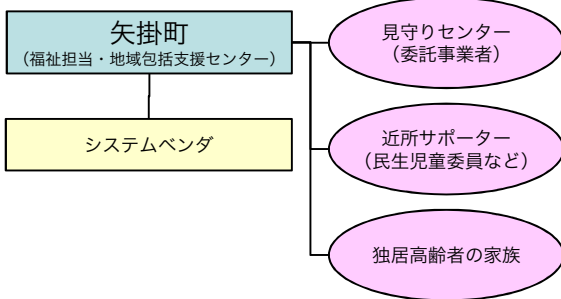 矢掛町
（福祉担当・地域包括支援センター）
システムベンダ
見守りセンター
（委託事業者）
近所サポーター
（民生児童委員など）
独居高齢者の家族